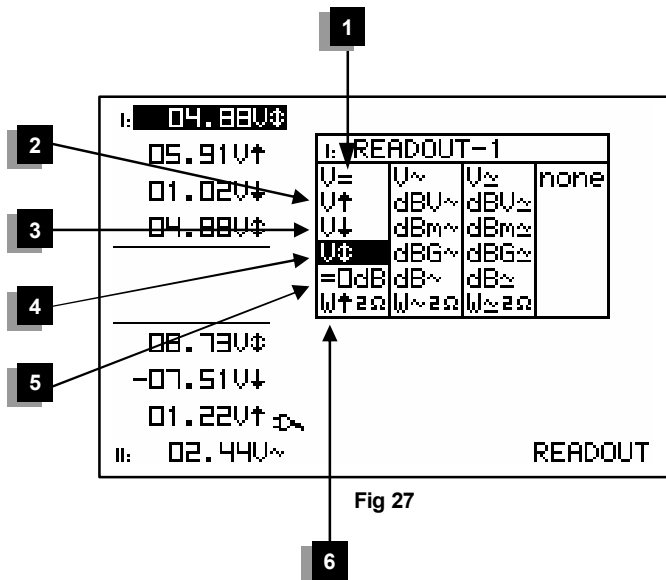 1
I: 04.88V↕
05.91V↑
01.02V↓
04.88V↕
2
3
4
5
I: READOUT-1
V= V~ V≃ none
V↑ dBV~ dBV≃
V↓ dBm~ dBm≃
V↕ dBG~ dBG≃
=0dB dB~ dB≃
W↑2Ω W~2Ω W≃2Ω
08.73V↕
-07.51V↓
01.22V↑
II: 02.44V~
READOUT
Fig 27
6